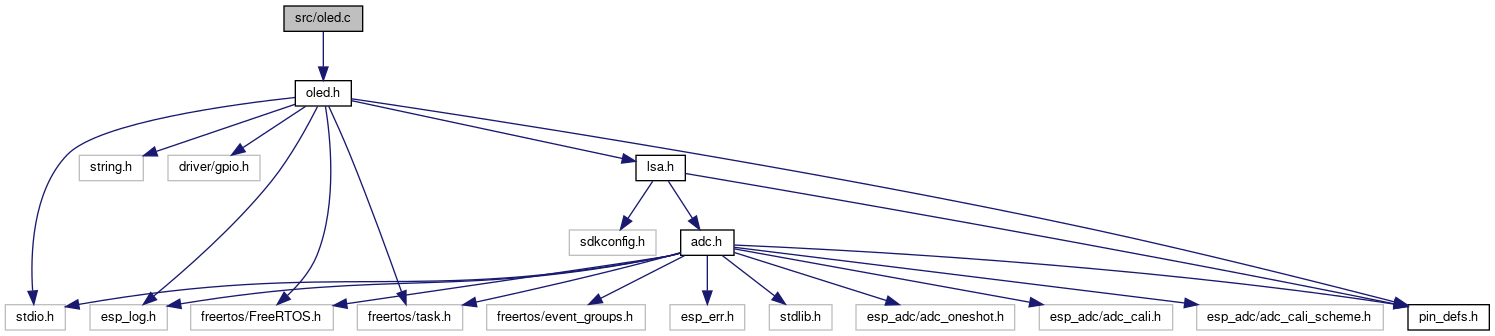 src/oled.c
oled.h
string.h
driver/gpio.h
lsa.h
sdkconfig.h
adc.h
stdio.h
esp_log.h
freertos/FreeRTOS.h
freertos/task.h
freertos/event_groups.h
esp_err.h
stdlib.h
esp_adc/adc_oneshot.h
esp_adc/adc_cali.h
esp_adc/adc_cali_scheme.h
pin_defs.h